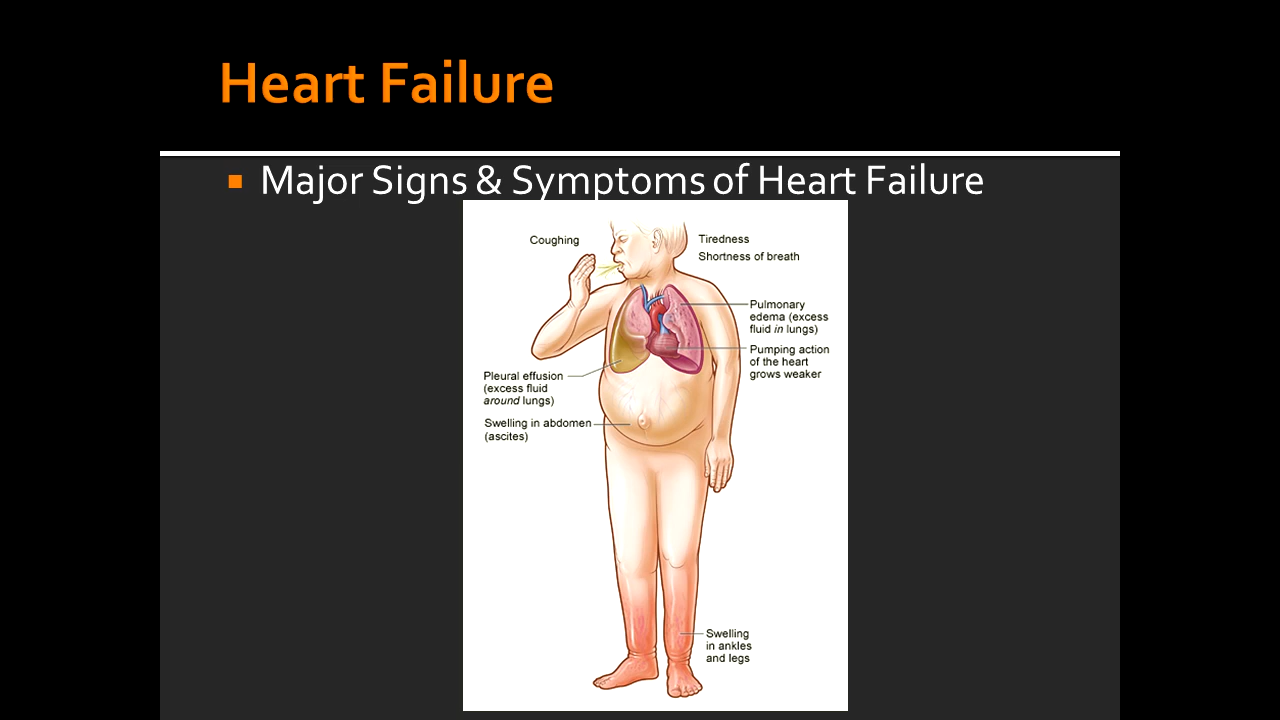 Heart Failure
Major Signs & Symptoms of Heart Failure
Coughing
Tiredness
Shortness of breath
Pulmonary
edema (excess
fluid in lungs)
Pumping action
of the heart
grows weaker
Pleural effusion
(excess fluid
around lungs)
Swelling in abdomen
(ascites)
Swelling
in ankles
and legs